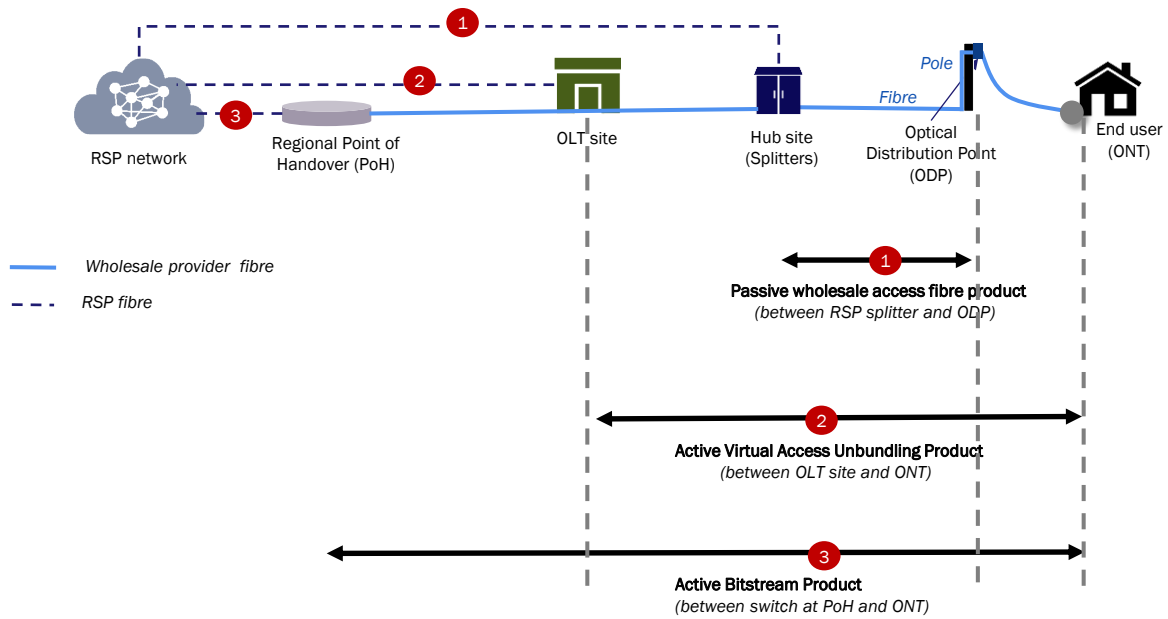 1
2
3
Pole
Fibre
RSP network
Regional Point of
Handover (PoH)
OLT site
Hub site
(Splitters)
Optical
Distribution Point
(ODP)
End user
(ONT)
Wholesale provider fibre
RSP fibre
1
Passive wholesale access fibre product
(between RSP splitter and ODP)
2
Active Virtual Access Unbundling Product
(between OLT site and ONT)
3
Active Bitstream Product
(between switch at PoH and ONT)